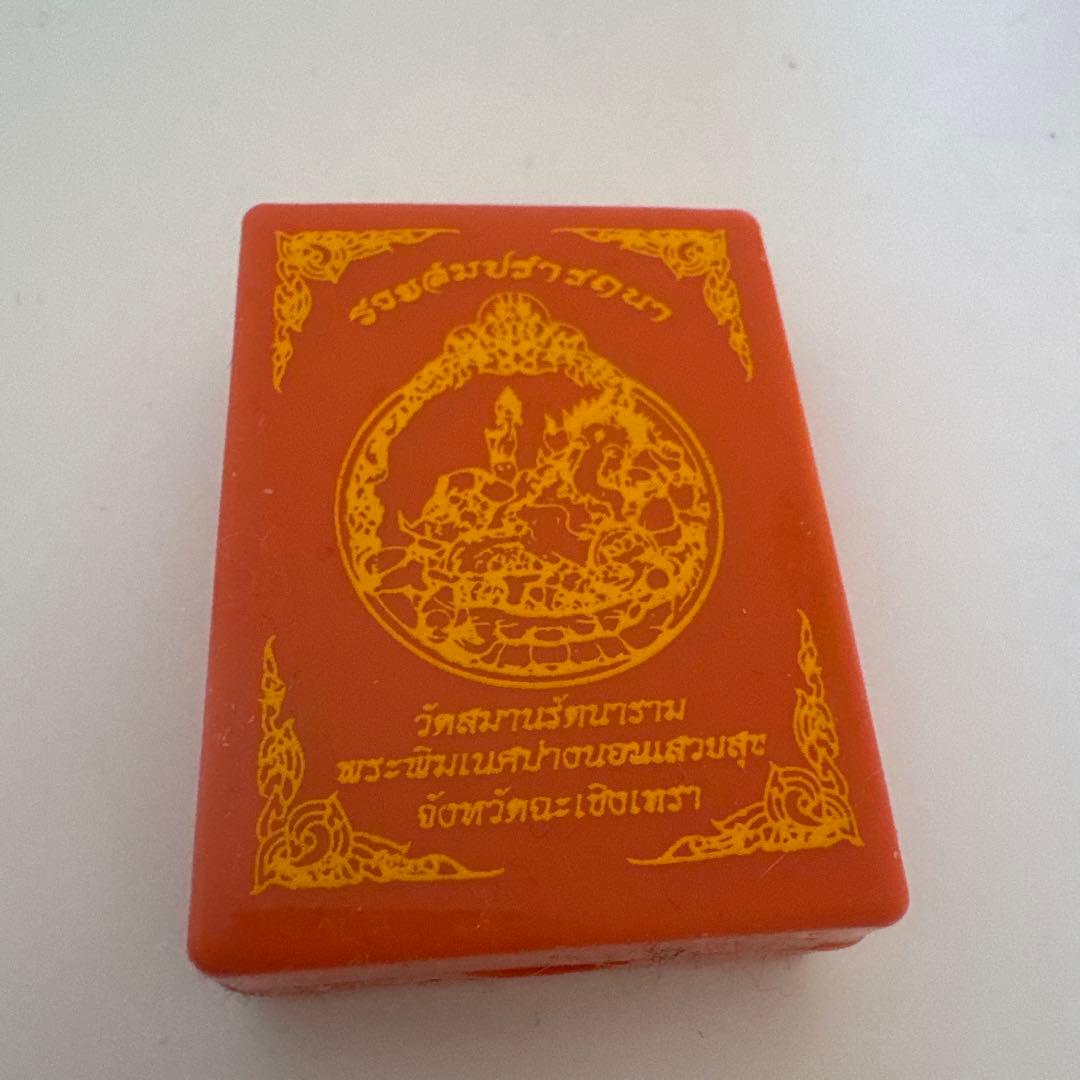 รวยสมปรารถนา
วัดสมานรัตนาราม
พระพิฆเนศปางนอนเสวยสุข
จังหวัดฉะเชิงเทรา